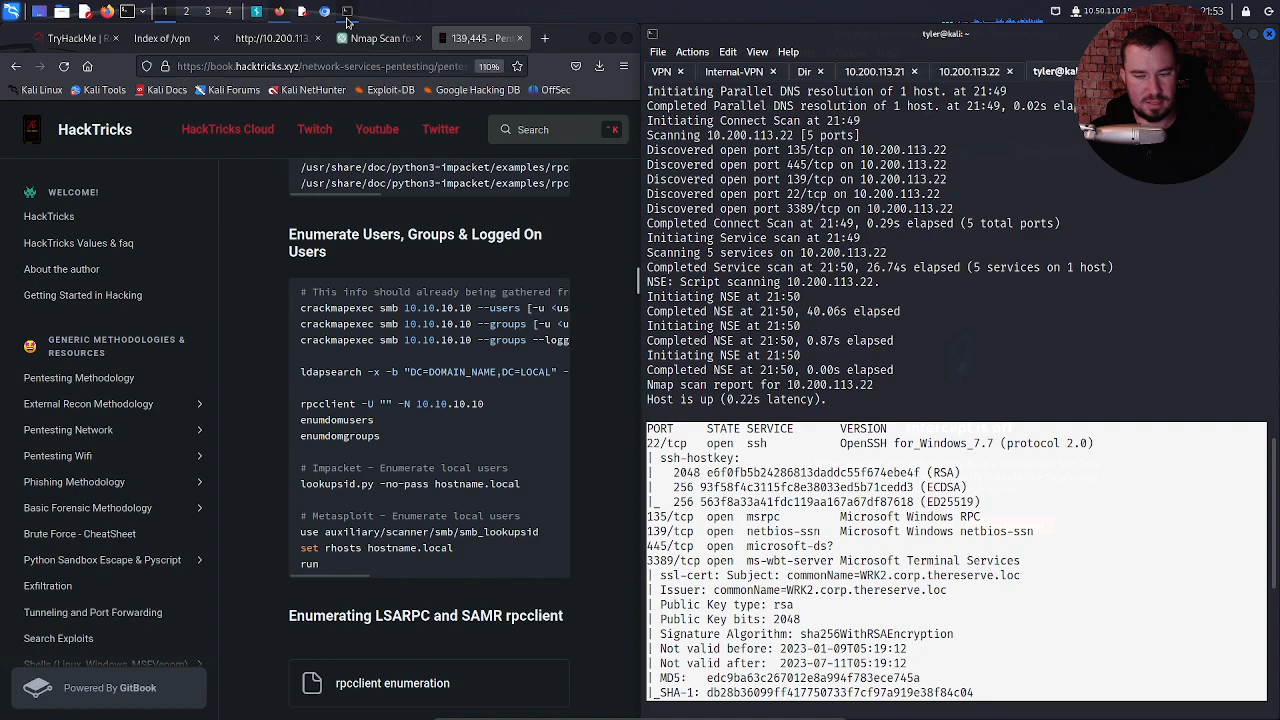 1 2 3 4
21:53
TryHackMe | R
Index of /vpn
http://10.200.113.
Nmap Scan fo
https://book.hacktricks.xyz/network-services-pentesting/pente
110%
Kali Linux
Kali Tools
Kali Docs
Kali Forums
Kali NetHunter
Exploit
Google Hacking
OffSec
HackTricks
HackTricks Cloud
Twitch
Youtube
Twitter
Search
K
WELCOME!
HackTricks
HackTricks Values & faq
About the author
Getting Started in Hacking
GENERIC METHODOLOGIES &
RESOURCES
Pentesting Methodology
External Recon Methodology
Pentesting Network
Pentesting Wifi
Phishing Methodology
Basic Forensic Methodology
Brute Force - CheatSheet
Python Sandbox Escape & Pyscript
Exfiltration
Tunneling and Port Forwarding
Search Exploits
Shells (Linux, Windows, MSFVenom)
Powered By GitBook
/usr/share/doc/python3-impacket/examples/rpc
/usr/share/doc/python3-impacket/examples/rpc
Enumerate Users, Groups & Logged On
Users
# This info should already being gathered fr
crackmapexec smb 10.10.10.10 --users [-u <us
crackmapexec smb 10.10.10.10 --groups [-u <u
crackmapexec smb 10.10.10.10 --groups --logg
ldapsearch -x -b "DC=DOMAIN_NAME,DC=LOCAL" -
rpcclient -U "" -N 10.10.10.10
enumdomusers
enumdomgroups
# Impacket - Enumerate local users
lookupsid.py -no-pass hostname.local
# Metasploit - Enumerate local users
use auxiliary/scanner/smb/smb_lookupsid
set rhosts hostname.local
run
Enumerating LSARPC and SAMR rpcclient
rpcclient enumeration
tyler@kali: ~
File Actions Edit View Help
VPN
Internal-VPN
Dir
10.200.113.21
10.200.113.22
tyler@kal
Initiating Parallel DNS resolution of 1 host. at 21:49
Completed Parallel DNS resolution of 1 host. at 21:49, 0.02s ela
Initiating Connect Scan at 21:49
Scanning 10.200.113.22 [5 ports]
Discovered open port 135/tcp on 10.200.113.22
Discovered open port 445/tcp on 10.200.113.22
Discovered open port 139/tcp on 10.200.113.22
Discovered open port 22/tcp on 10.200.113.22
Discovered open port 3389/tcp on 10.200.113.22
Completed Connect Scan at 21:49, 0.29s elapsed (5 total ports)
Initiating Service scan at 21:49
Scanning 5 services on 10.200.113.22
Completed Service scan at 21:50, 26.74s elapsed (5 services on 1 host)
NSE: Script scanning 10.200.113.22.
Initiating NSE at 21:50
Completed NSE at 21:50, 40.06s elapsed
Initiating NSE at 21:50
Completed NSE at 21:50, 0.87s elapsed
Initiating NSE at 21:50
Completed NSE at 21:50, 0.00s elapsed
Nmap scan report for 10.200.113.22
Host is up (0.22s latency).
PORT STATE SERVICE VERSION
22/tcp open ssh OpenSSH for_Windows_7.7 (protocol 2.0)
| ssh-hostkey:
| 2048 e6f0fb5b24286813daddc55f674ebe4f (RSA)
| 256 93f58f4c3115fc8e38033ed5b71cedd3 (ECDSA)
|_ 256 563f8a33a41fdc119aa167a67df87618 (ED25519)
135/tcp open msrpc Microsoft Windows RPC
139/tcp open netbios-ssn Microsoft Windows netbios-ssn
445/tcp open microsoft-ds?
3389/tcp open ms-wbt-server Microsoft Terminal Services
| ssl-cert: Subject: commonName=WRK2.corp.thereserve.loc
| Issuer: commonName=WRK2.corp.thereserve.loc
| Public Key type: rsa
| Public Key bits: 2048
| Signature Algorithm: sha256WithRSAEncryption
| Not valid before: 2023-01-09T05:19:12
| Not valid after: 2023-07-11T05:19:12
| MD5: edc9ba63c267012e8a994f783ece745a
|_SHA-1: db28b36099ff417750733f7cf97a919e38f84c04